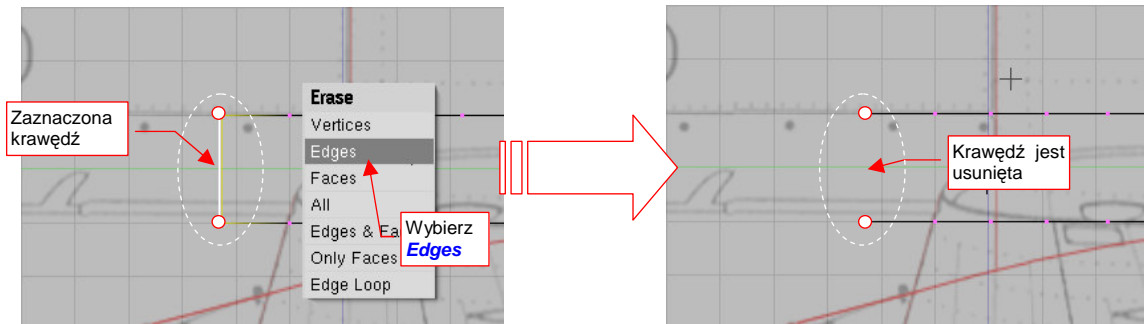 Zaznaczona
krawędź
Erase
Vertices
Edges
Faces
All
Edges & Fa
Only Faces
Edge Loop
Wybierz
Edges
Krawędź jest
usunięta